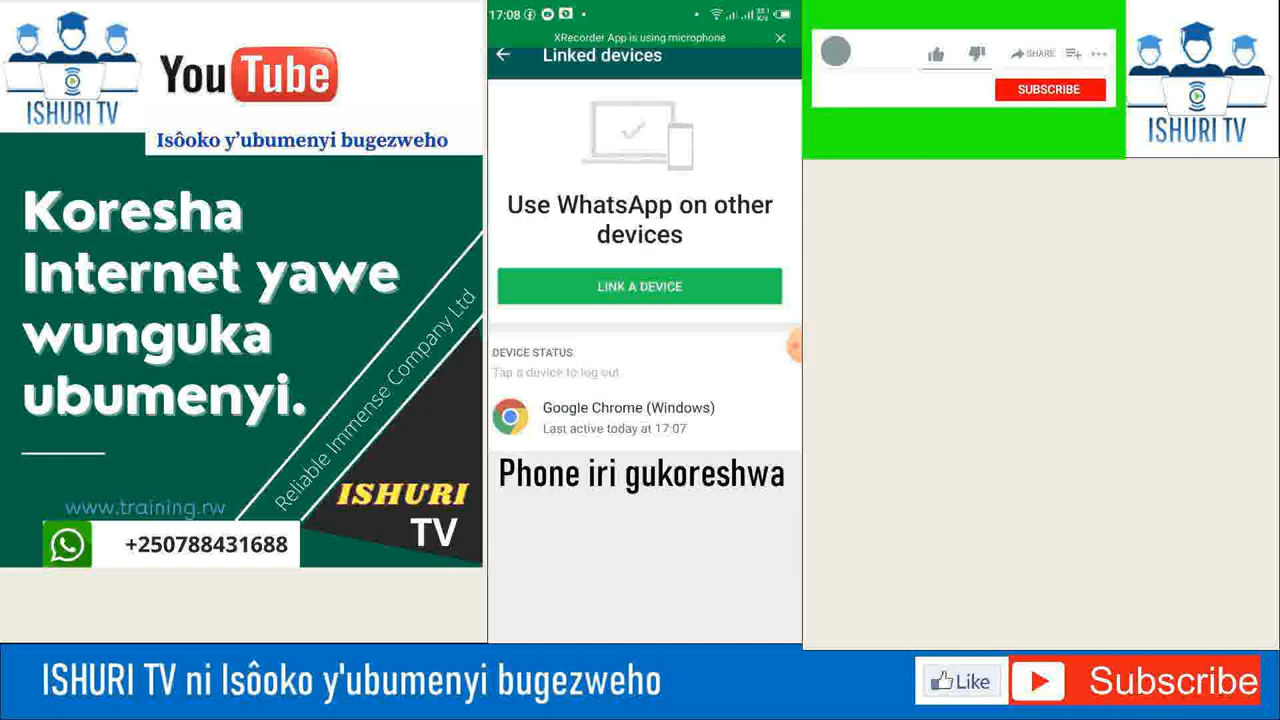 ISHURI TV
You Tube
Isôoko y'ubumenyi bugezweho
Koresha
Internet yawe
wunguka
ubumenyi.
Reliable Immense Company Ltd
www.training.rw
ISHURI
TV
+250788431688
17:08
XRecorder App is using microphone
Linked devices
Use WhatsApp on other
devices
LINK A DEVICE
DEVICE STATUS
Tap a device to log out
Google Chrome (Windows)
Last active today at 17:07
Phone iri gukoreshwa
SHARE
SUBSCRIBE
ISHURI TV
ISHURI TV ni Isôoko y'ubumenyi bugezweho
Like
Subscribe